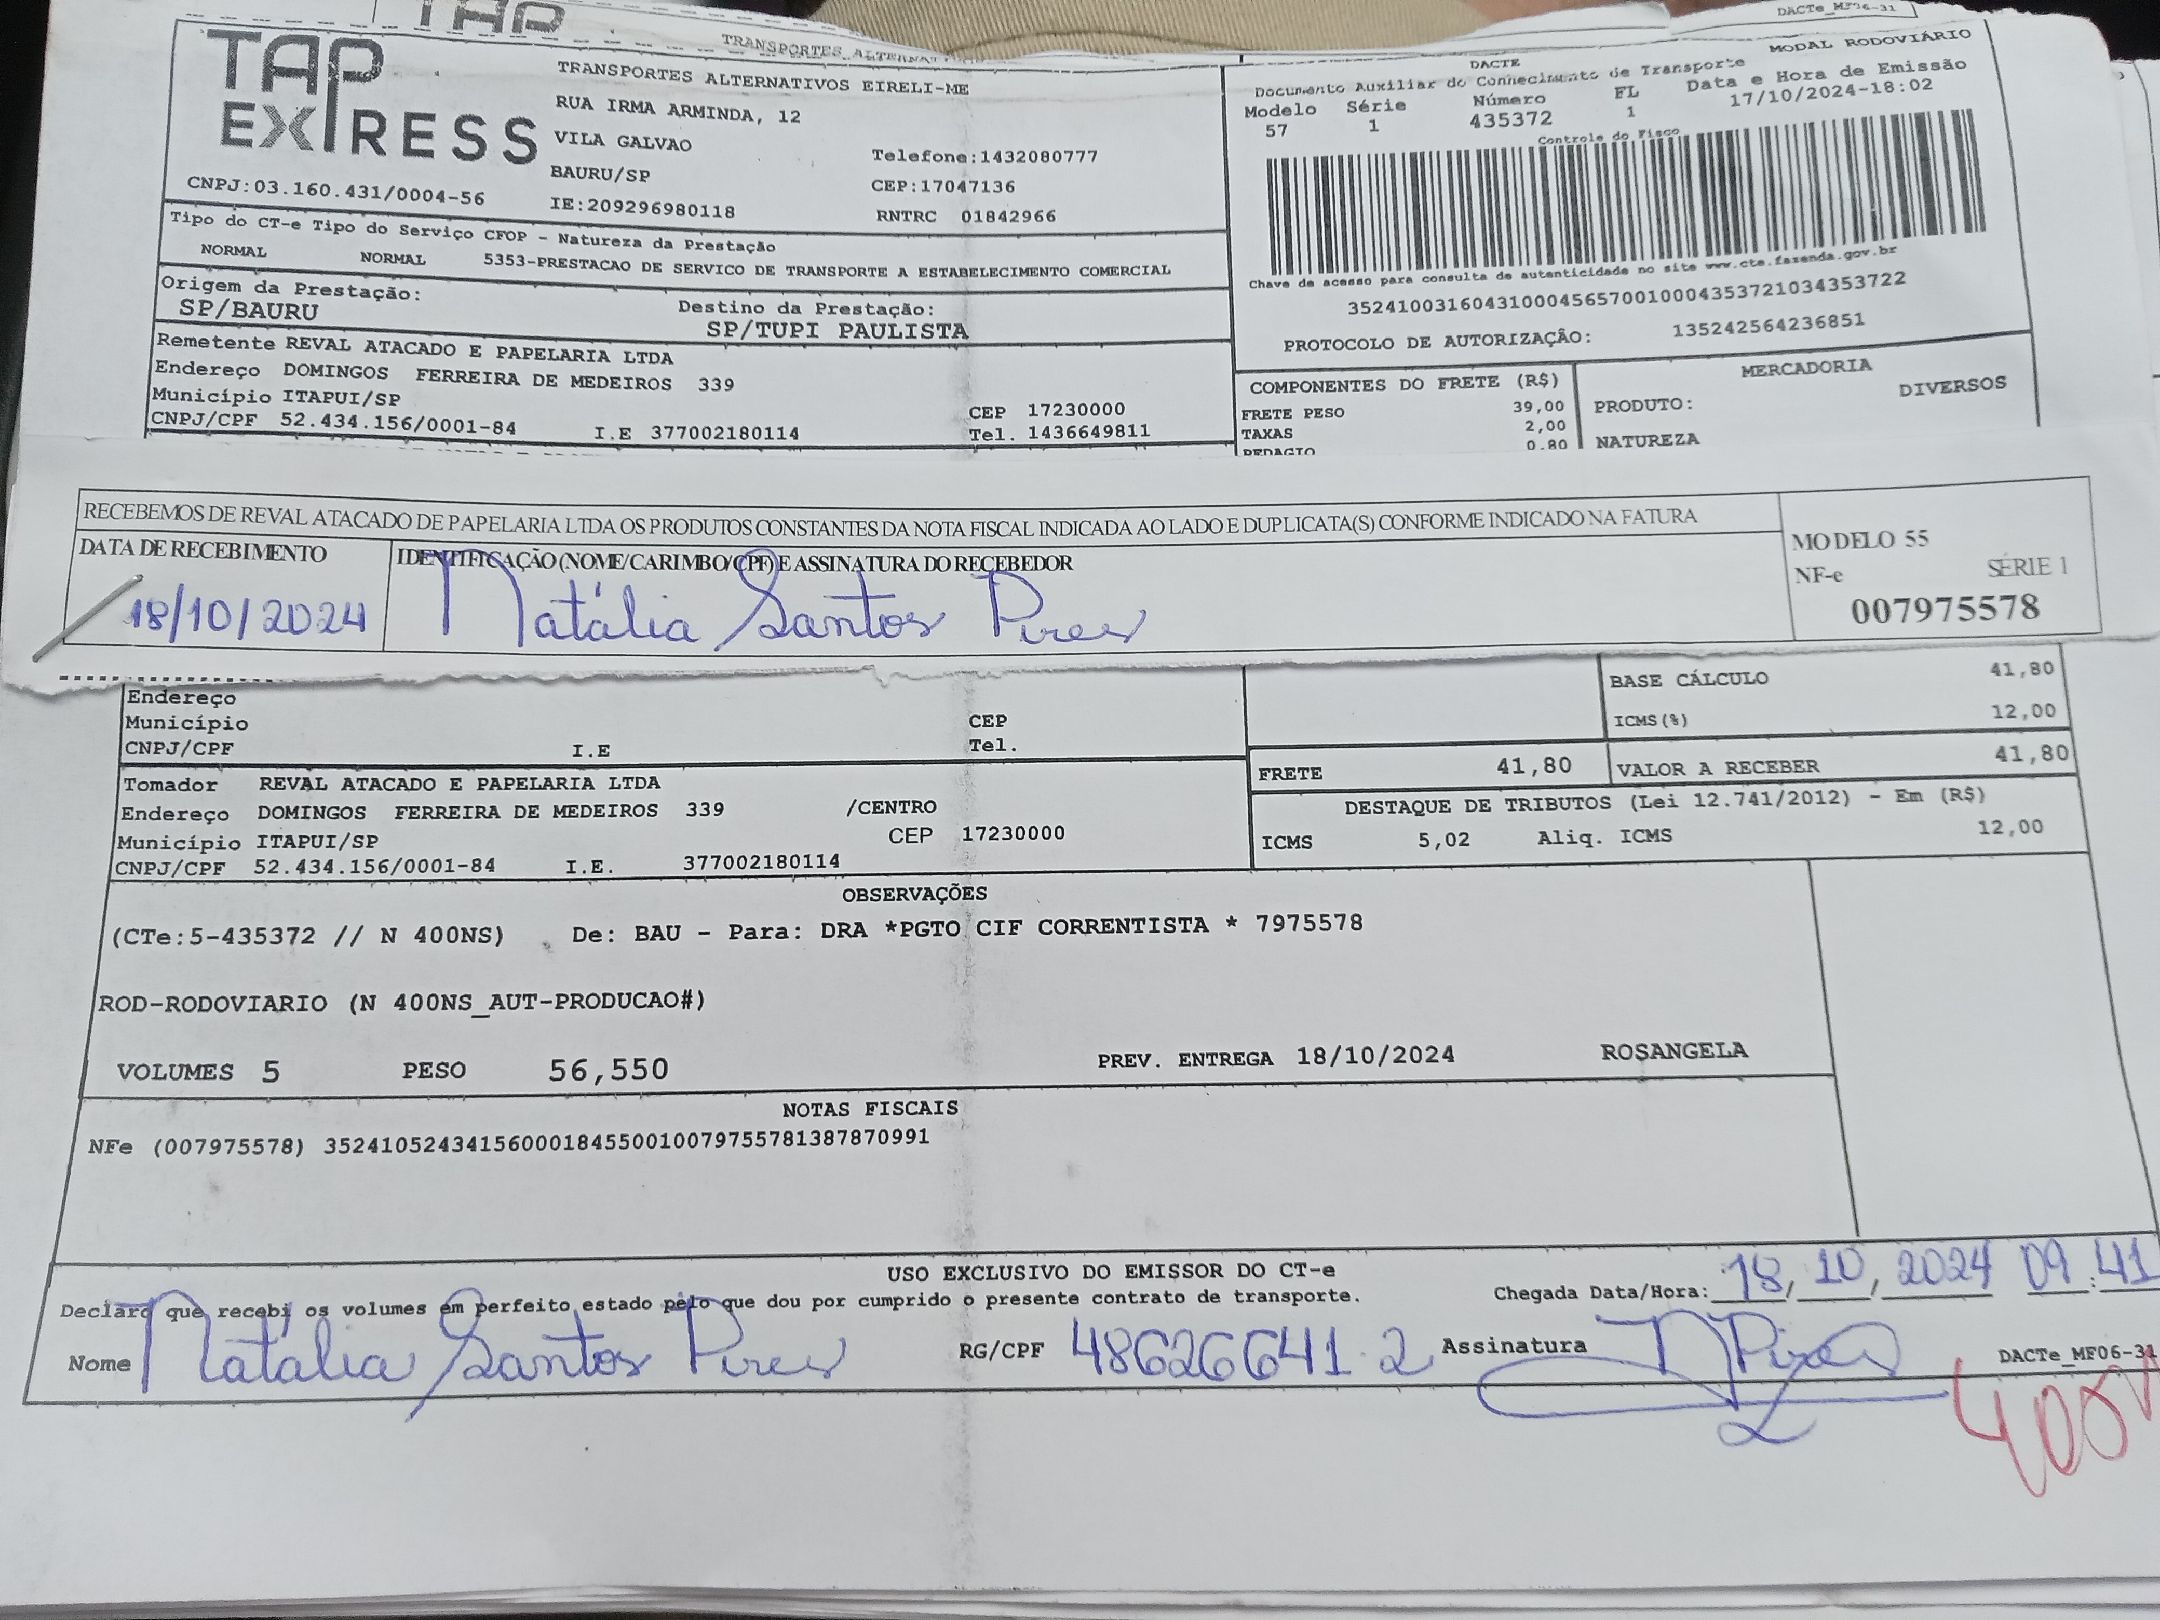 TAP
DACTe_MF06-31
TRANSPORTES ALTERNAT
TAP EXPRESS
TRANSPORTES ALTERNATIVOS EIRELI-ME
RUA IRMA ARMINDA, 12
VILA GALVAO
Telefone:1432080777
BAURU/SP
CEP:17047136
CNPJ:03.160.431/0004-56
IE:209296980118
RNTRC 01842966
DACTE
MODAL RODOVIÁRIO
Documento Auxiliar do Conhecimento de Transporte
Data e Hora de Emissão
Modelo Série Número FL
57 1 435372 1 17/10/2024-18:02
Controle do Fisco
Chave de acesso para consulta de autenticidade no site www.cte.fazenda.gov.br
35241003160431000456570010004353721034353722
PROTOCOLO DE AUTORIZAÇÃO: 135242564236851
Tipo do CT-e Tipo do Serviço CFOP - Natureza da Prestação
NORMAL NORMAL 5353-PRESTACAO DE SERVICO DE TRANSPORTE A ESTABELECIMENTO COMERCIAL
Origem da Prestação: Destino da Prestação:
SP/BAURU SP/TUPI PAULISTA
Remetente REVAL ATACADO E PAPELARIA LTDA
Endereço DOMINGOS FERREIRA DE MEDEIROS 339
Município ITAPUI/SP CEP 17230000
CNPJ/CPF 52.434.156/0001-84 I.E 377002180114 Tel. 1436649811
COMPONENTES DO FRETE (R$)
FRETE PESO 39,00
TAXAS 2,00
PEDAGIO 0,80
MERCADORIA
PRODUTO: DIVERSOS
NATUREZA
RECEBEMOS DE REVAL ATACADO DE PAPELARIA LTDA OS PRODUTOS CONSTANTES DA NOTA FISCAL INDICADA AO LADO E DUPLICATA(S) CONFORME INDICADO NA FATURA
DATA DE RECEBIMENTO
IDENTIFICAÇÃO (NOME/CARIMBO/CPF) E ASSINATURA DO RECEBEDOR
18/10/2024
Natália Santos Pires
MODELO 55
NF-e SÉRIE 1
007975578
Endereço
Município CEP
CNPJ/CPF I.E Tel.
BASE CÁLCULO 41,80
ICMS(%) 12,00
FRETE 41,80 VALOR A RECEBER 41,80
Tomador REVAL ATACADO E PAPELARIA LTDA
Endereço DOMINGOS FERREIRA DE MEDEIROS 339 /CENTRO
Município ITAPUI/SP CEP 17230000
CNPJ/CPF 52.434.156/0001-84 I.E. 377002180114
DESTAQUE DE TRIBUTOS (Lei 12.741/2012) - Em (R$)
ICMS 5,02 Aliq. ICMS 12,00
OBSERVAÇÕES
(CTe:5-435372 // N 400NS) De: BAU - Para: DRA *PGTO CIF CORRENTISTA * 7975578
ROD-RODOVIARIO (N 400NS_AUT-PRODUCAO#)
VOLUMES 5 PESO 56,550 PREV. ENTREGA 18/10/2024 ROSANGELA
NOTAS FISCAIS
NFe (007975578) 35241052434156000184550010079755781387870991
USO EXCLUSIVO DO EMISSOR DO CT-e
Declaro que recebi os volumes em perfeito estado pelo que dou por cumprido o presente contrato de transporte.
Chegada Data/Hora: 18/10/2024 09:41
Nome Natália Santos Pires RG/CPF 48626641-2 Assinatura NPires
DACTe_MF06-31